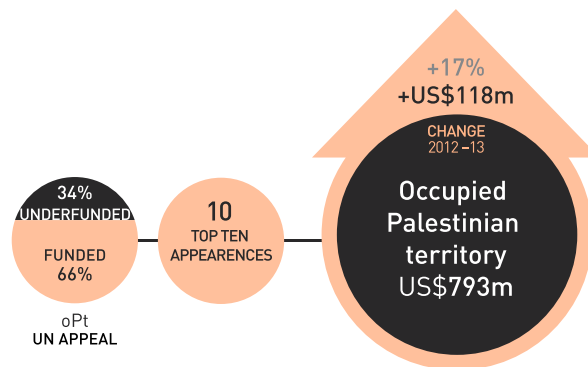 +17%
+US$118m
CHANGE
2012–13
Occupied
Palestinian
territory
US$793m
10
TOP TEN
APPEARENCES
34%
UNDERFUNDED
FUNDED
66%
oPt
UN APPEAL